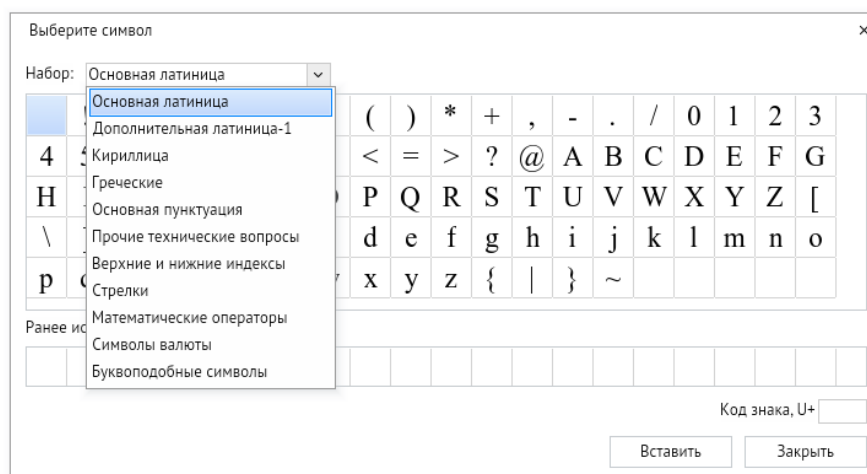 Выберите символ
Набор: Основная латиница
Основная латиница
Дополнительная латиница-1
Кириллица
Греческие
Основная пунктуация
Прочие технические вопросы
Верхние и нижние индексы
Стрелки
Математические операторы
Символы валюты
Буквоподобные символы
( ) * + , - . / 0 1 2 3
4 < = > ? @ A B C D E F G
H P Q R S T U V W X Y Z [
\ d e f g h i j k l m n o
p x y z { | } ~
Ранее
Код знака, U+
Вставить Закрыть